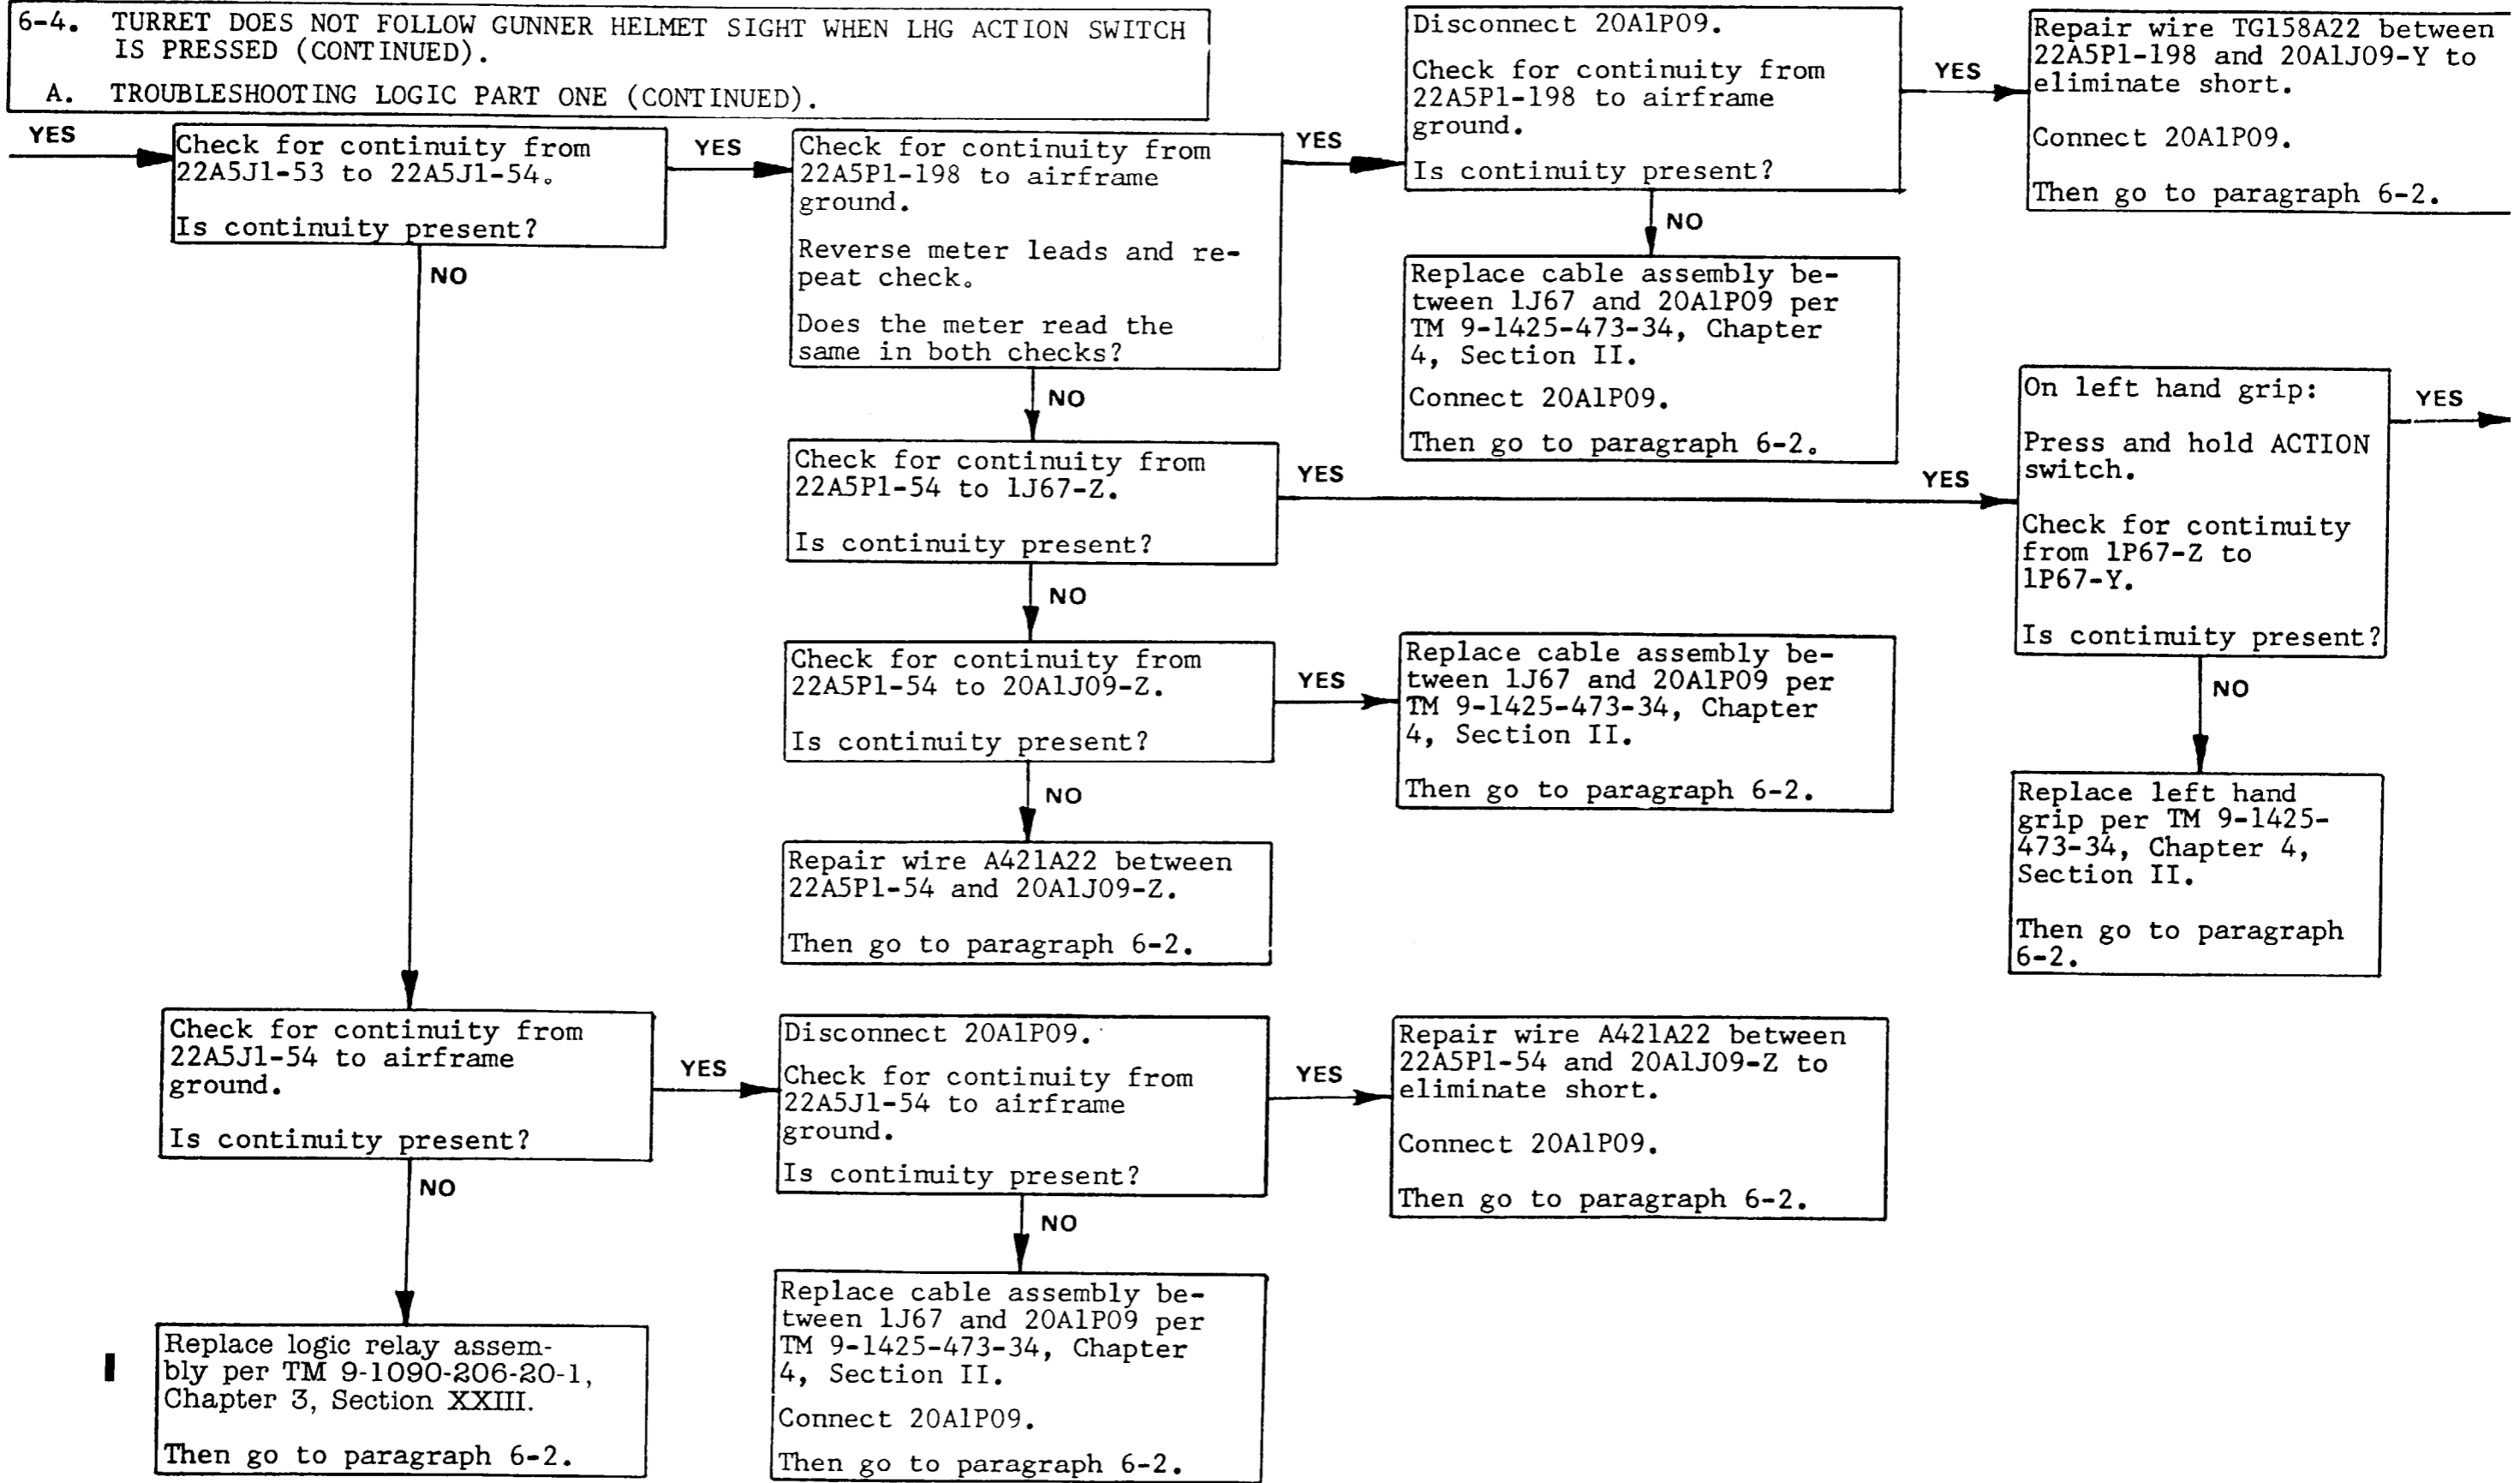 6-4. TURRET DOES NOT FOLLOW GUNNER HELMET SIGHT WHEN LHG ACTION SWITCH
IS PRESSED (CONTINUED).
A. TROUBLESHOOTING LOGIC PART ONE (CONTINUED).
YES
Check for continuity from
22A5J1-53 to 22A5J1-54.
Is continuity present?
YES
NO
Check for continuity from
22A5P1-198 to airframe
ground.
Reverse meter leads and re-
peat check.
Does the meter read the
same in both checks?
YES
NO
Disconnect 20A1P09.
Check for continuity from
22A5P1-198 to airframe
ground.
Is continuity present?
YES
NO
Repair wire TG158A22 between
22A5P1-198 and 20A1J09-Y to
eliminate short.
Connect 20A1P09.
Then go to paragraph 6-2.
Replace cable assembly be-
tween 1J67 and 20A1P09 per
TM 9-1425-473-34, Chapter
4, Section II.
Connect 20A1P09.
Then go to paragraph 6-2.
Check for continuity from
22A5P1-54 to 1J67-Z.
Is continuity present?
YES
YES
NO
On left hand grip:
Press and hold ACTION
switch.
Check for continuity
from 1P67-Z to
1P67-Y.
Is continuity present?
YES
NO
Check for continuity from
22A5P1-54 to 20A1J09-Z.
Is continuity present?
YES
NO
Replace cable assembly be-
tween 1J67 and 20A1P09 per
TM 9-1425-473-34, Chapter
4, Section II.
Then go to paragraph 6-2.
Replace left hand
grip per TM 9-1425-
473-34, Chapter 4,
Section II.
Then go to paragraph
6-2.
Repair wire A421A22 between
22A5P1-54 and 20A1J09-Z.
Then go to paragraph 6-2.
Check for continuity from
22A5J1-54 to airframe
ground.
Is continuity present?
YES
NO
Disconnect 20A1P09.
Check for continuity from
22A5J1-54 to airframe
ground.
Is continuity present?
YES
NO
Repair wire A421A22 between
22A5P1-54 and 20A1J09-Z to
eliminate short.
Connect 20A1P09.
Then go to paragraph 6-2.
Replace logic relay assem-
bly per TM 9-1090-206-20-1,
Chapter 3, Section XXIII.
Then go to paragraph 6-2.
Replace cable assembly be-
tween 1J67 and 20A1P09 per
TM 9-1425-473-34, Chapter
4, Section II.
Connect 20A1P09.
Then go to paragraph 6-2.